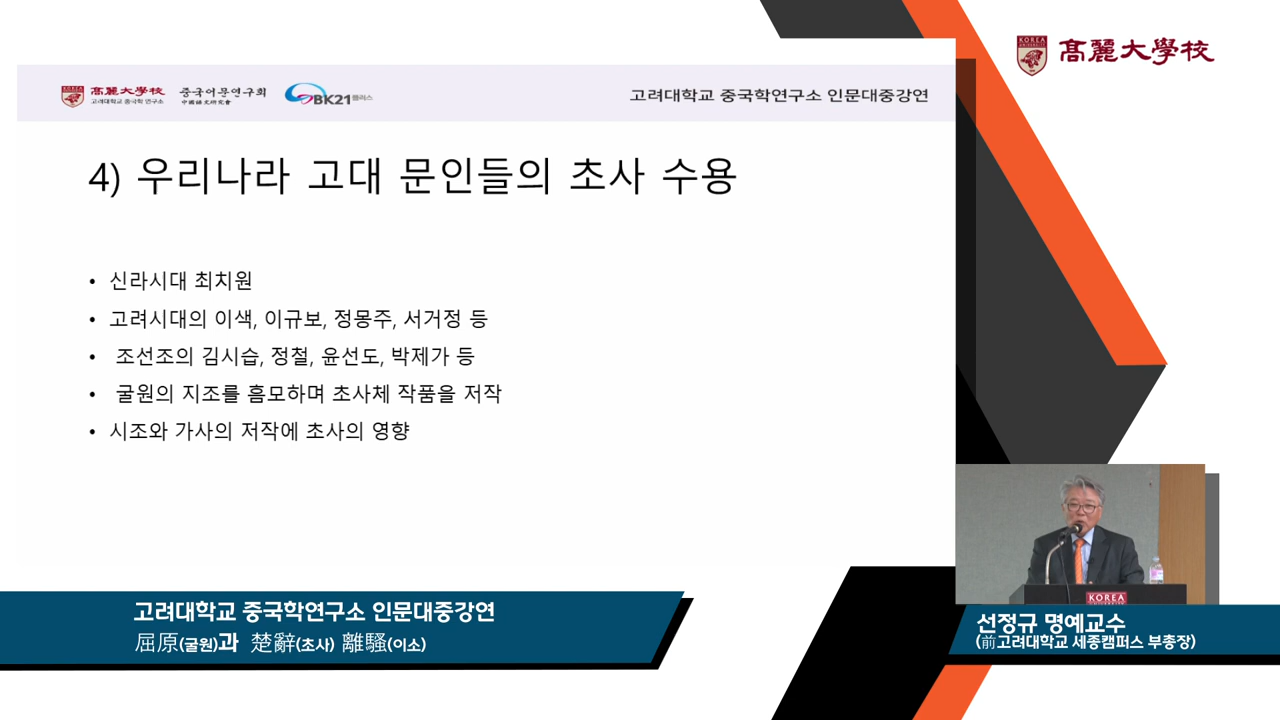 KOREA
UNIVERSITY
高麗大學校
高麗大學校
고려대학교 중국학 연구소
중국어문연구회
中國語文硏究會
BK21플러스
고려대학교 중국학연구소 인문대중강연
4) 우리나라 고대 문인들의 초사 수용
• 신라시대 최치원
• 고려시대의 이색, 이규보, 정몽주, 서거정 등
• 조선조의 김시습, 정철, 윤선도, 박제가 등
• 굴원의 지조를 흠모하며 초사체 작품을 저작
• 시조와 가사의 저작에 초사의 영향
KOREA
고려대학교 중국학연구소 인문대중강연
屈原(굴원)과 楚辭(초사) 離騷(이소)
선정규 명예교수
(前고려대학교 세종캠퍼스 부총장)